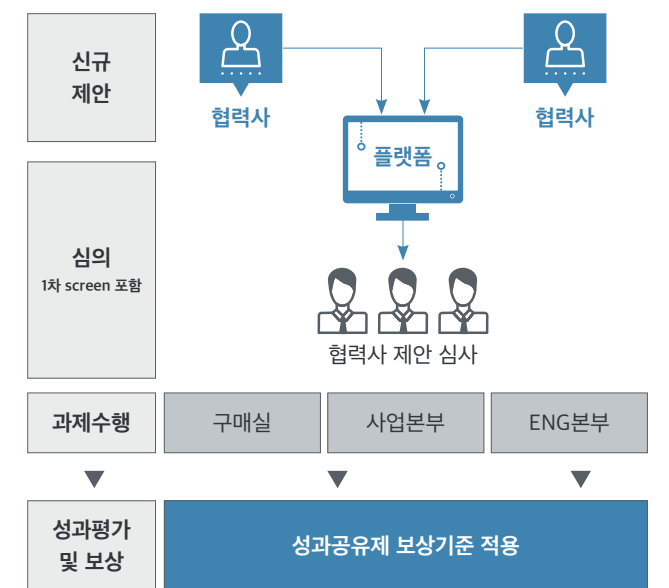 신규
제안
협력사
협력사
플랫폼
심의
1차 screen 포함
협력사 제안 심사
과제수행
구매실
사업본부
ENG본부
성과평가
및 보상
성과공유제 보상기준 적용